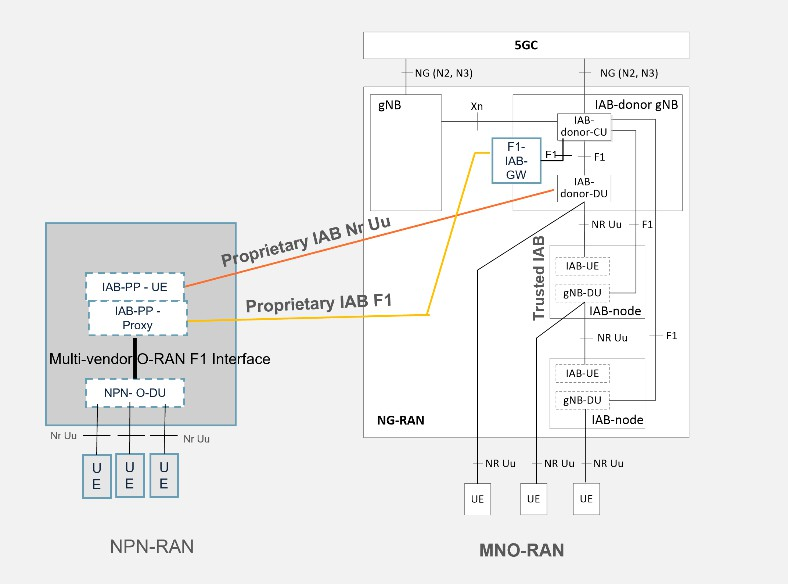 5GC
NG (N2, N3)
NG (N2, N3)
gNB
Xn
IAB-donor gNB
IAB-
donor-CU
F1-
IAB-
GW
F1
F1
IAB-
donor-DU
Proprietary IAB Nr Uu
NR Uu
F1
Trusted IAB
IAB-UE
gNB-DU
IAB-node
IAB-PP - UE
IAB-PP -
Proxy
Proprietary IAB F1
NR Uu
F1
Multi-vendor O-RAN F1 Interface
IAB-UE
gNB-DU
IAB-node
NPN- O-DU
NG-RAN
Nr Uu
Nr Uu
U
E
U
E
U
E
NR Uu
NR Uu
NR Uu
UE
UE
UE
NPN-RAN
MNO-RAN